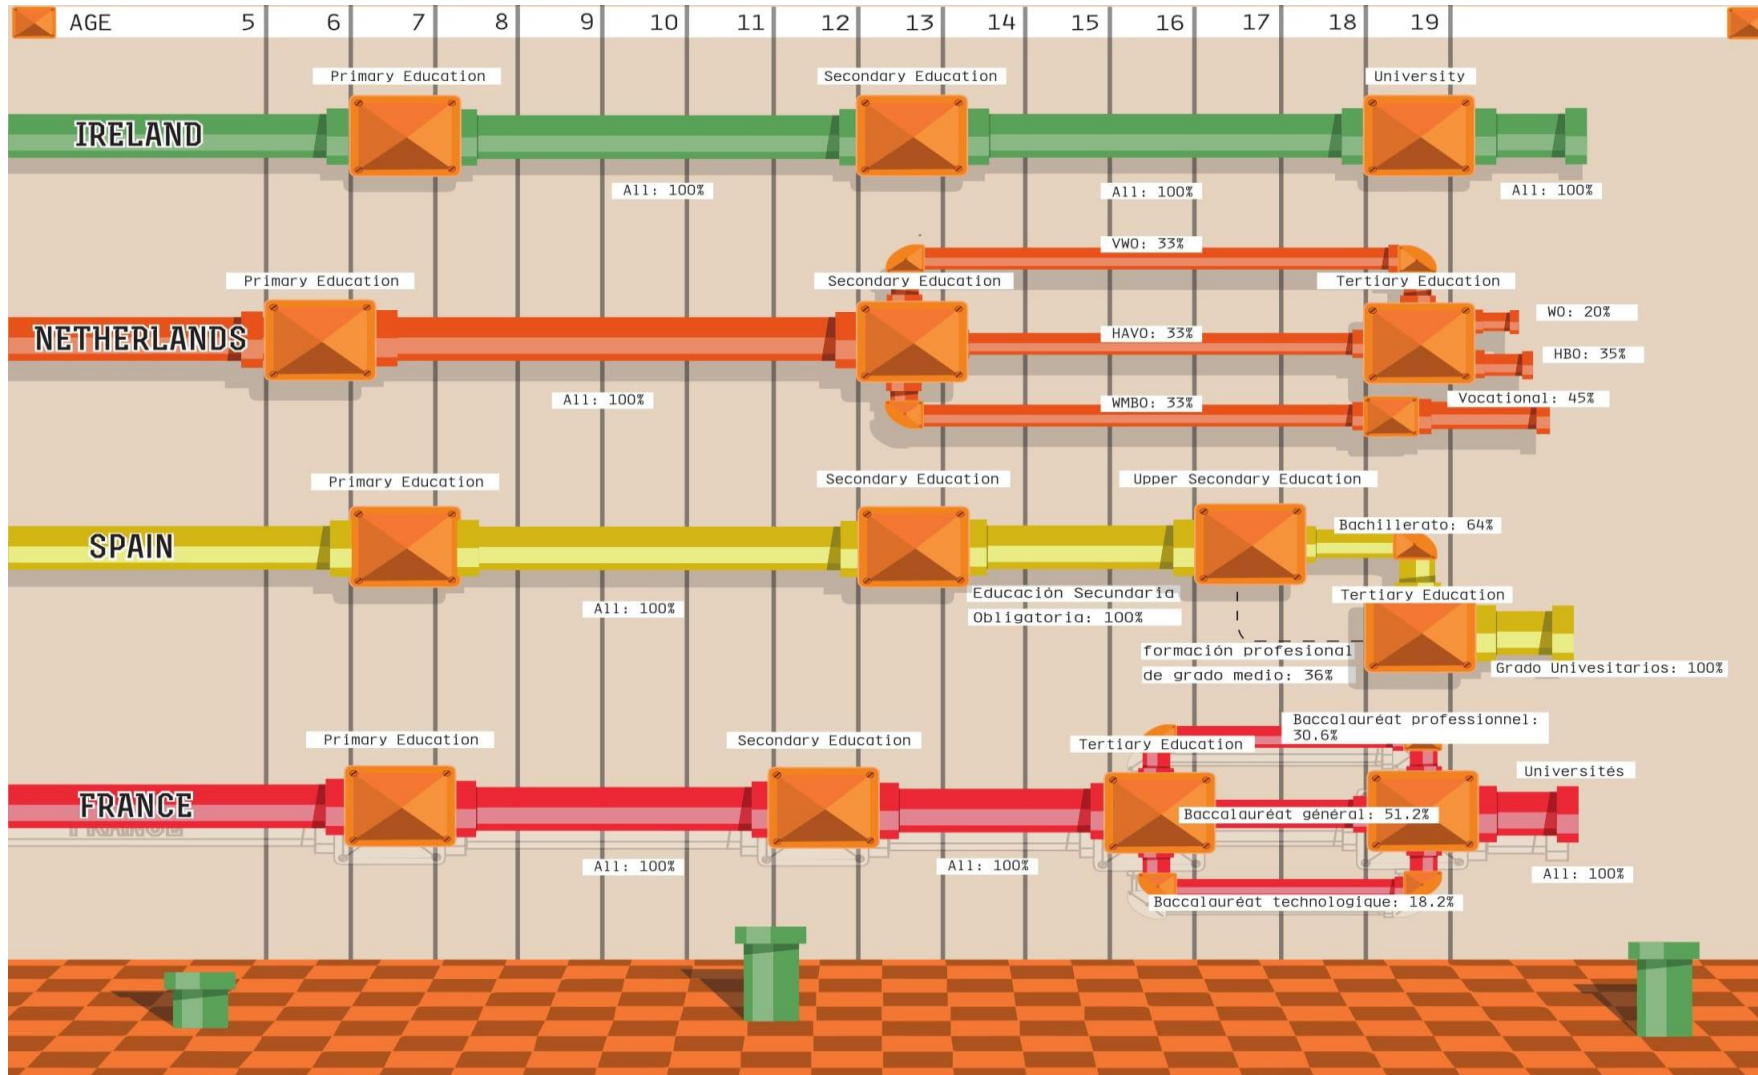 AGE 5 6 7 8 9 10 11 12 13 14 15 16 17 18 19
Primary Education Secondary Education University
IRELAND
All: 100% All: 100% All: 100%
VWO: 33%
Primary Education Secondary Education Tertiary Education
WO: 20%
NETHERLANDS HAVO: 33%
HBO: 35%
All: 100% WMBO: 33% Vocational: 45%
Primary Education Secondary Education Upper Secondary Education
Bachillerato: 64%
SPAIN
Educación Secundaria Tertiary Education
All: 100% Obligatoria: 100%
formación profesional
de grado medio: 36% Grado Univesitarios: 100%
Baccalauréat professionnel:
30.6%
Primary Education Secondary Education Tertiary Education
Universités
FRANCE
Baccalauréat général: 51.2%
All: 100% All: 100% All: 100%
Baccalauréat technologique: 18.2%